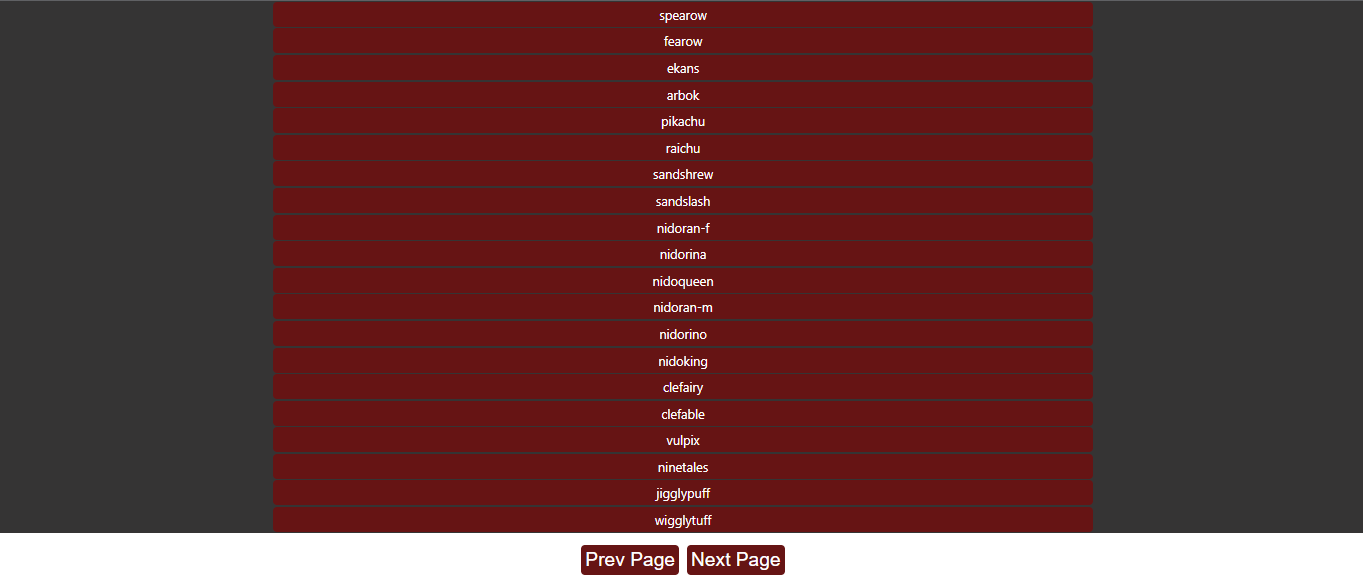 spearow
fearow
ekans
arbok
pikachu
raichu
sandshrew
sandslash
nidoran-f
nidorina
nidoqueen
nidoran-m
nidorino
nidoking
clefairy
clefable
vulpix
ninetales
jigglypuff
wigglytuff
Prev Page Next Page